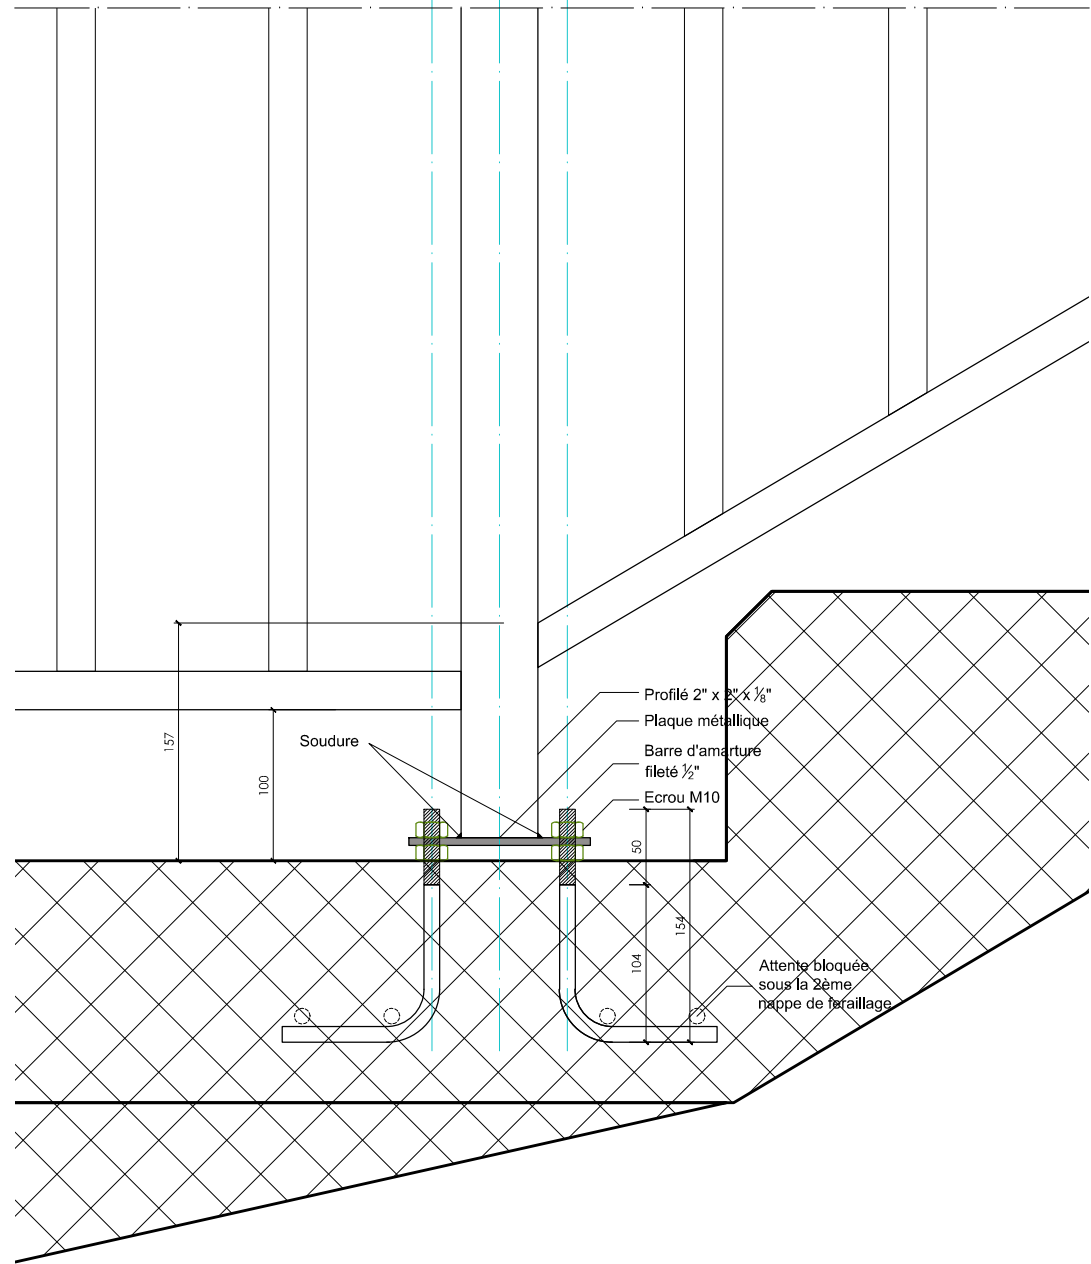 Profilé 2" x 2" x ⅛"
Plaque métallique
Soudure
Barre d'amarture
fileté ½"
Ecrou M10
157
100
50
154
104
Attente bloquée
sous la 2ème
nappe de feraillage